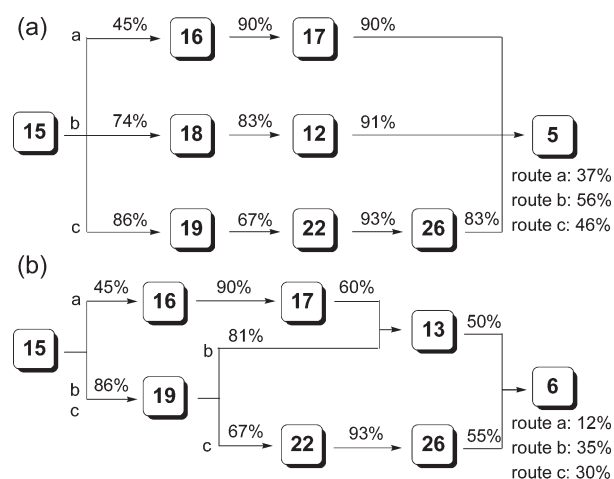 (a)
a 45% 16 90% 17 90%
15 b 74% 18 83% 12 91% 5
c 86% 19 67% 22 93% 26 83%
route a: 37%
route b: 56%
route c: 46%
(b)
a 45% 16 90% 17 60%
15 b 81% 13 50%
b 86% 19 6
c
c 67% 22 93% 26 55%
route a: 12%
route b: 35%
route c: 30%